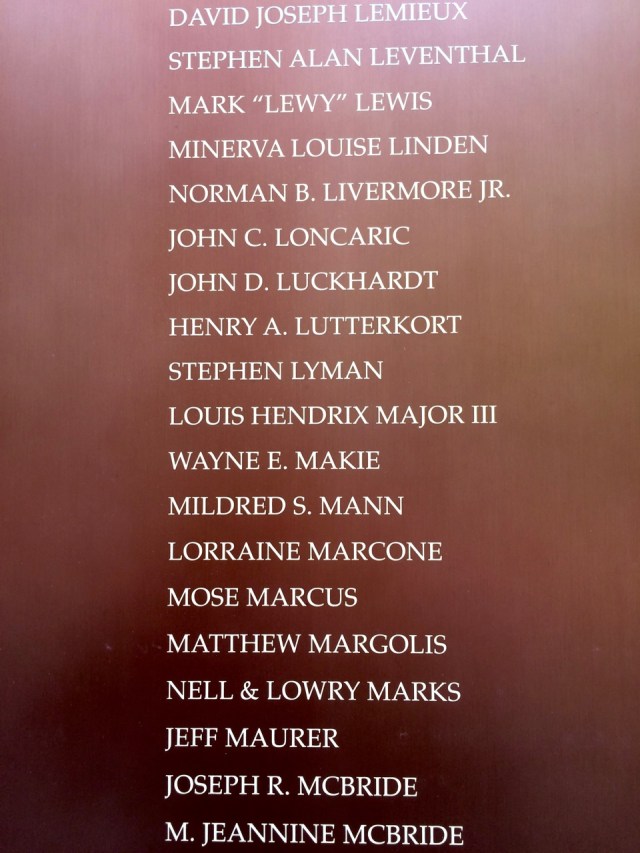 DAVID JOSEPH LEMIEUX
STEPHEN ALAN LEVENTHAL
MARK “LEWY” LEWIS
MINERVA LOUISE LINDEN
NORMAN B. LIVERMORE JR.
JOHN C. LONCARIC
JOHN D. LUCKHARDT
HENRY A. LUTTERKORT
STEPHEN LYMAN
LOUIS HENDRIX MAJOR III
WAYNE E. MAKIE
MILDRED S. MANN
LORRAINE MARCONE
MOSE MARCUS
MATTHEW MARGOLIS
NELL & LOWRY MARKS
JEFF MAURER
JOSEPH R. MCBRIDE
M. JEANNINE MCBRIDE